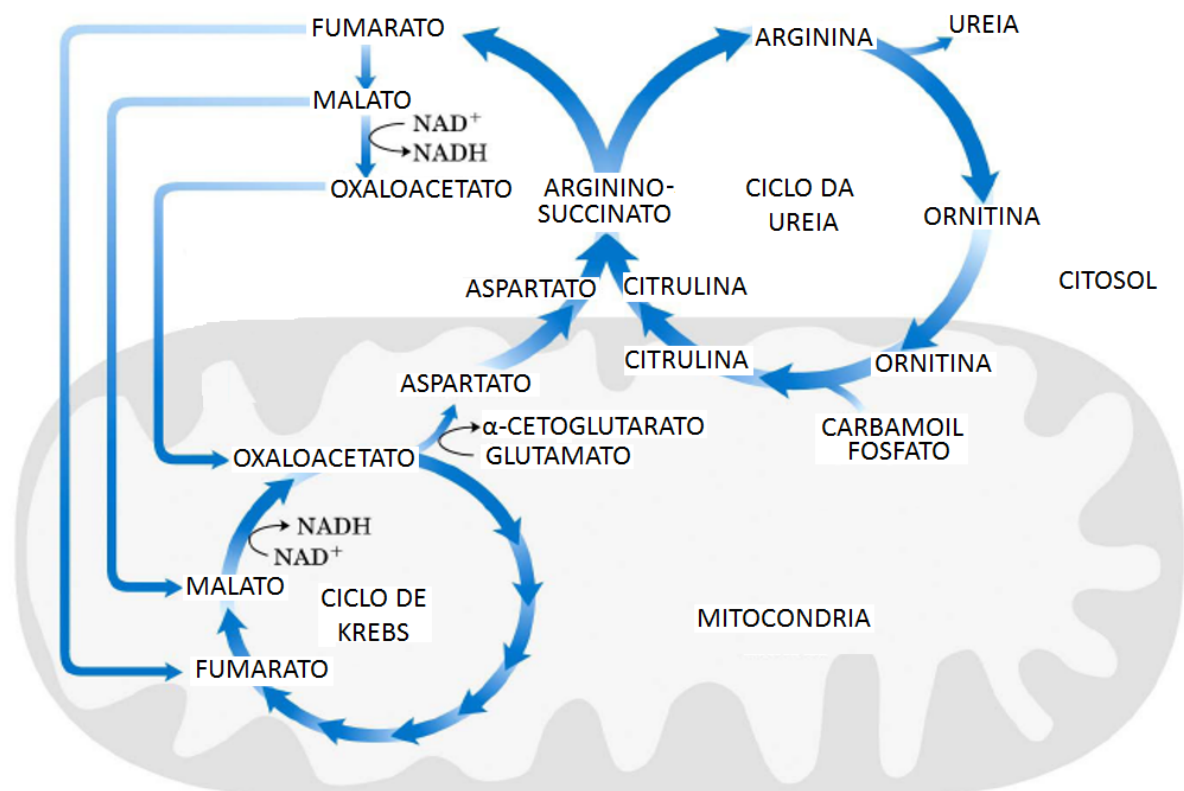 FUMARATO
ARGININA
UREIA
MALATO
NAD⁺
NADH
OXALOACETATO
ARGININO-
SUCCINATO
CICLO DA
UREIA
ORNITINA
ASPARTATO
CITRULINA
CITOSOL
CITRULINA
ORNITINA
ASPARTATO
CARBAMOIL
FOSFATO
α-CETOGLUTARATO
GLUTAMATO
OXALOACETATO
NADH
NAD⁺
MALATO
CICLO DE
KREBS
MITOCONDRIA
FUMARATO